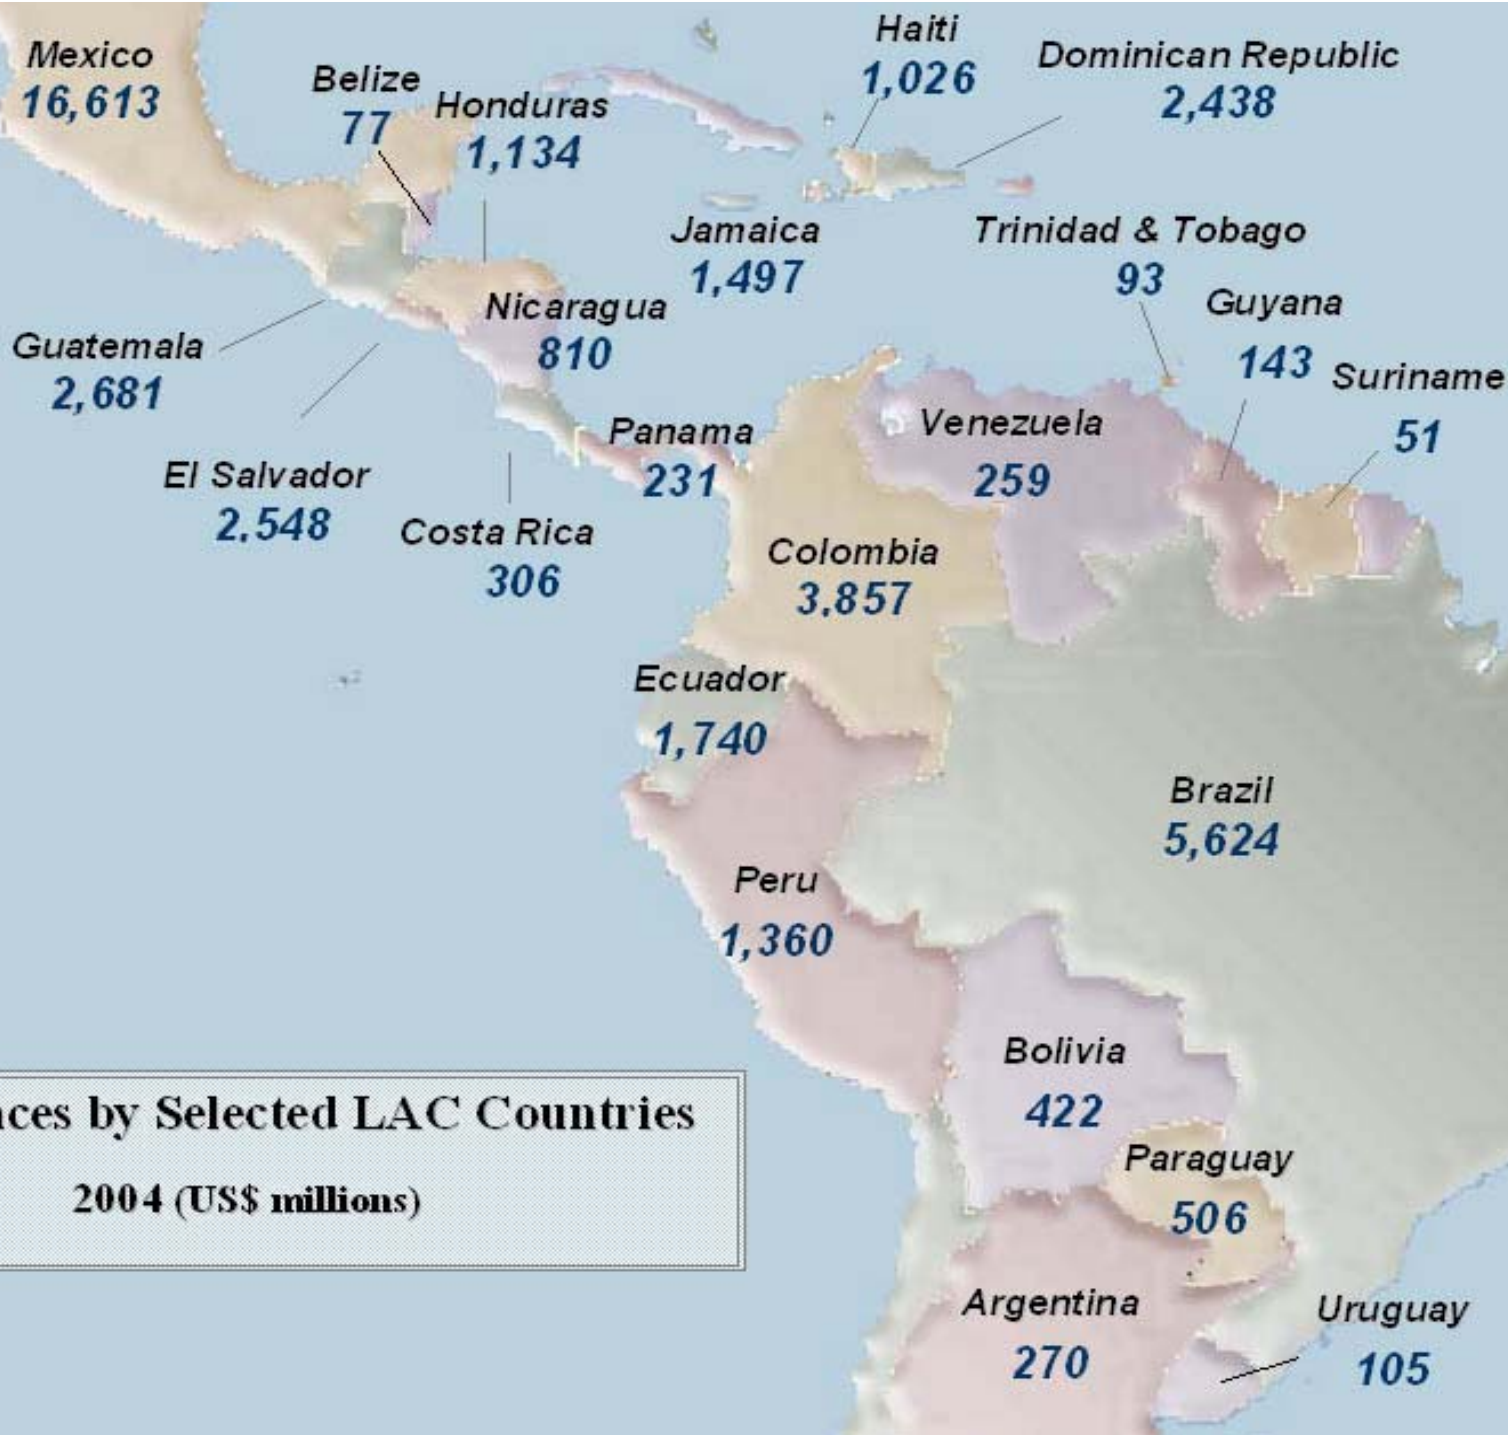 Mexico
16,613
Belize
77
Honduras
1,134
Haiti
1,026
Dominican Republic
2,438
Jamaica
1,497
Trinidad & Tobago
93
Guyana
143
Suriname
51
Guatemala
2,681
Nicaragua
810
El Salvador
2.548
Costa Rica
306
Panama
231
Venezuela
259
Colombia
3.857
Ecuador
1,740
Brazil
5,624
Peru
1,360
Bolivia
422
Paraguay
506
Argentina
270
Uruguay
105
nces by Selected LAC Countries
2004 (US$ millions)